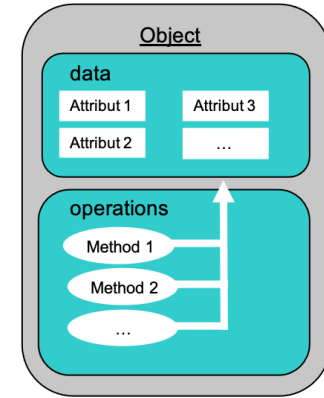 Object
data
Attribut 1
Attribut 3
Attribut 2
...
operations
Method 1
Method 2
...